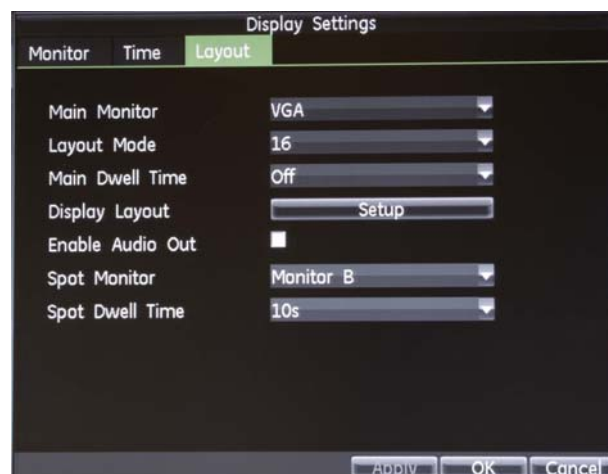 Display Settings
Monitor Time Layout
Main Monitor VGA
Layout Mode 16
Main Dwell Time Off
Display Layout Setup
Enable Audio Out
Spot Monitor Monitor B
Spot Dwell Time 10s
Apply OK Cancel